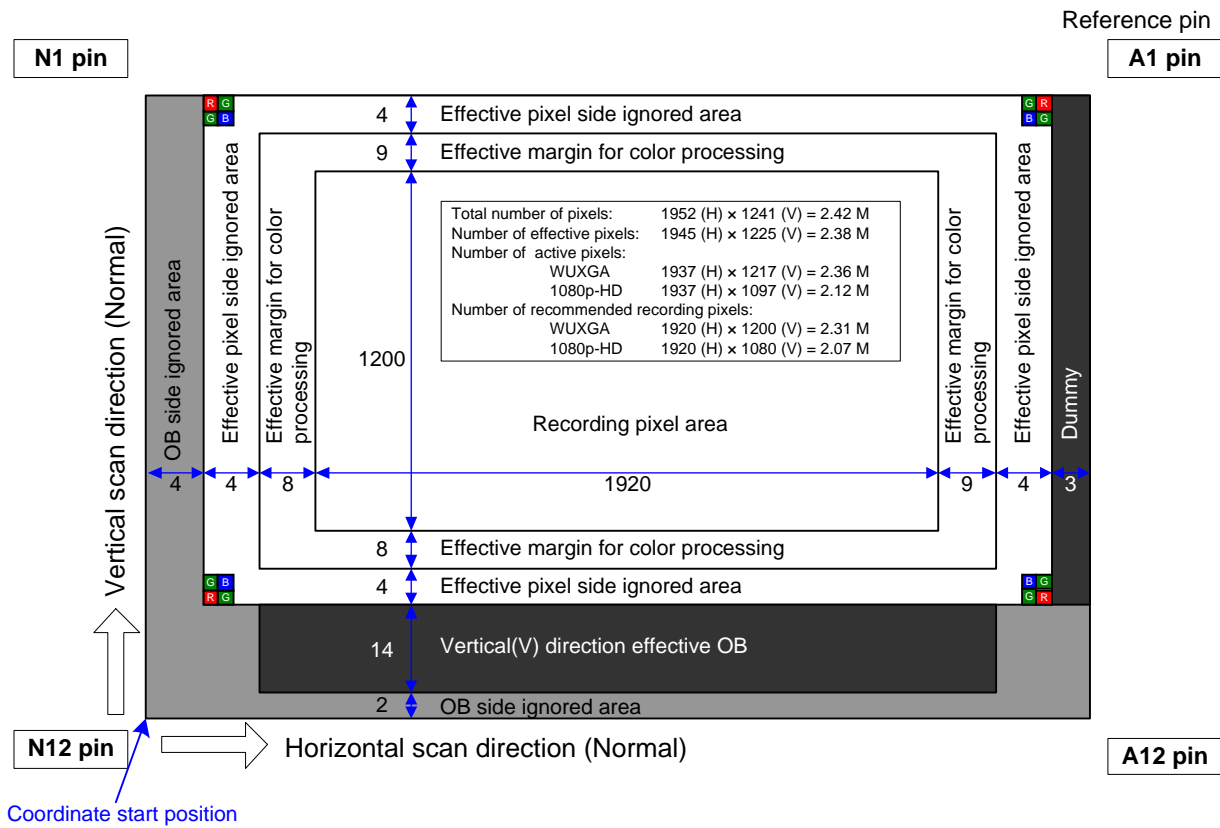 Reference pin
N1 pin
A1 pin
R G
G B
G R
B G
4 Effective pixel side ignored area
9 Effective margin for color processing
Total number of pixels: 1952 (H) × 1241 (V) = 2.42 M
Number of effective pixels: 1945 (H) × 1225 (V) = 2.38 M
Number of active pixels:
WUXGA 1937 (H) × 1217 (V) = 2.36 M
1080p-HD 1937 (H) × 1097 (V) = 2.12 M
Number of recommended recording pixels:
WUXGA 1920 (H) × 1200 (V) = 2.31 M
1080p-HD 1920 (H) × 1080 (V) = 2.07 M
Vertical scan direction (Normal)
OB side ignored area
Effective pixel side ignored area
Effective margin for color
processing
1200
Recording pixel area
Effective margin for color
processing
Effective pixel side ignored area
Dummy
4 4 8 1920 9 4 3
8 Effective margin for color processing
4 Effective pixel side ignored area
G B
R G
B G
G R
14 Vertical(V) direction effective OB
2 OB side ignored area
N12 pin
Horizontal scan direction (Normal)
A12 pin
Coordinate start position